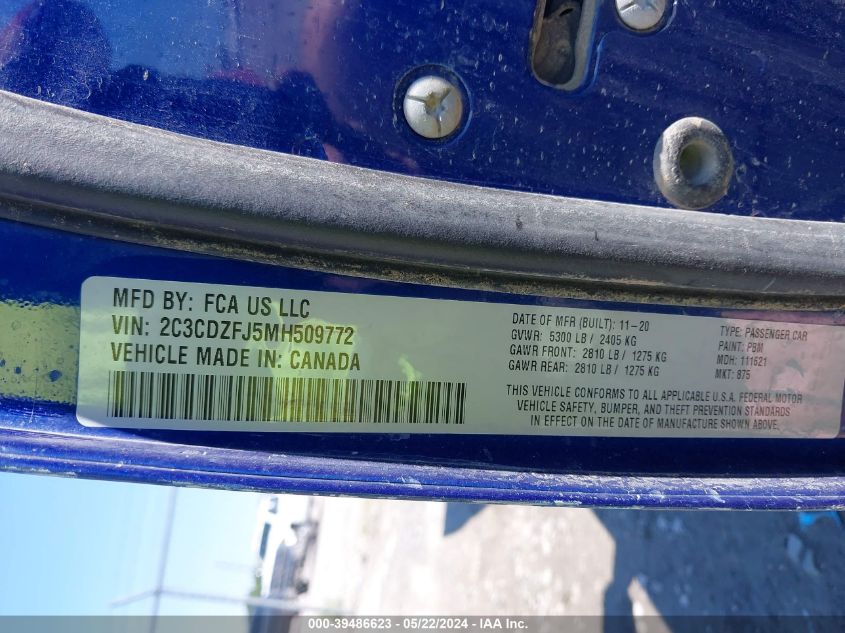 MFD BY: FCA US LLC
VIN: 2C3CDZFJ5MH509772
VEHICLE MADE IN: CANADA
DATE OF MFR (BUILT): 11-20
GVWR: 5300 LB / 2405 KG
GAWR FRONT: 2810 LB / 1275 KG
GAWR REAR: 2810 LB / 1275 KG
TYPE: PASSENGER CAR
PAINT: PBM
MDH: 111621
MKT: 875
THIS VEHICLE CONFORMS TO ALL APPLICABLE U.S.A. FEDERAL MOTOR
VEHICLE SAFETY, BUMPER, AND THEFT PREVENTION STANDARDS
IN EFFECT ON THE DATE OF MANUFACTURE SHOWN ABOVE.
000-39486623 - 05/22/2024 - IAA Inc.